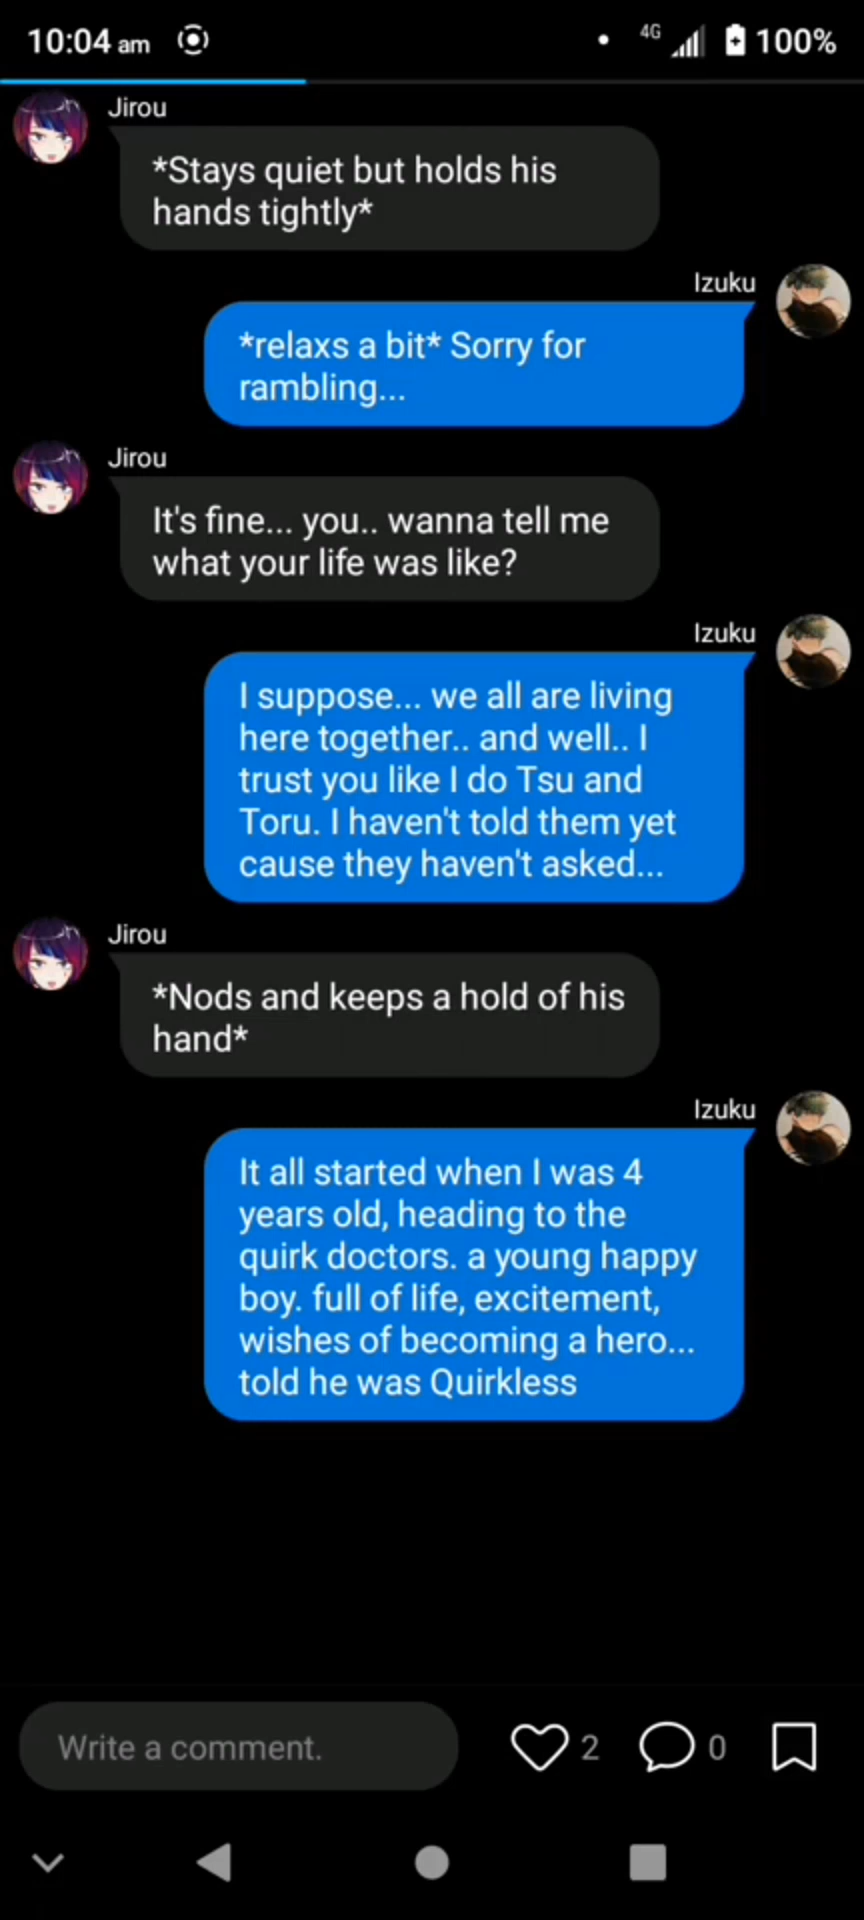 10:04 am
4G
100%
Jirou
*Stays quiet but holds his
hands tightly*
Izuku
*relaxs a bit* Sorry for
rambling...
Jirou
It's fine... you.. wanna tell me
what your life was like?
Izuku
I suppose... we all are living
here together.. and well.. I
trust you like I do Tsu and
Toru. I haven't told them yet
cause they haven't asked...
Jirou
*Nods and keeps a hold of his
hand*
Izuku
It all started when I was 4
years old, heading to the
quirk doctors. a young happy
boy. full of life, excitement,
wishes of becoming a hero...
told he was Quirkless
Write a comment.
2
0